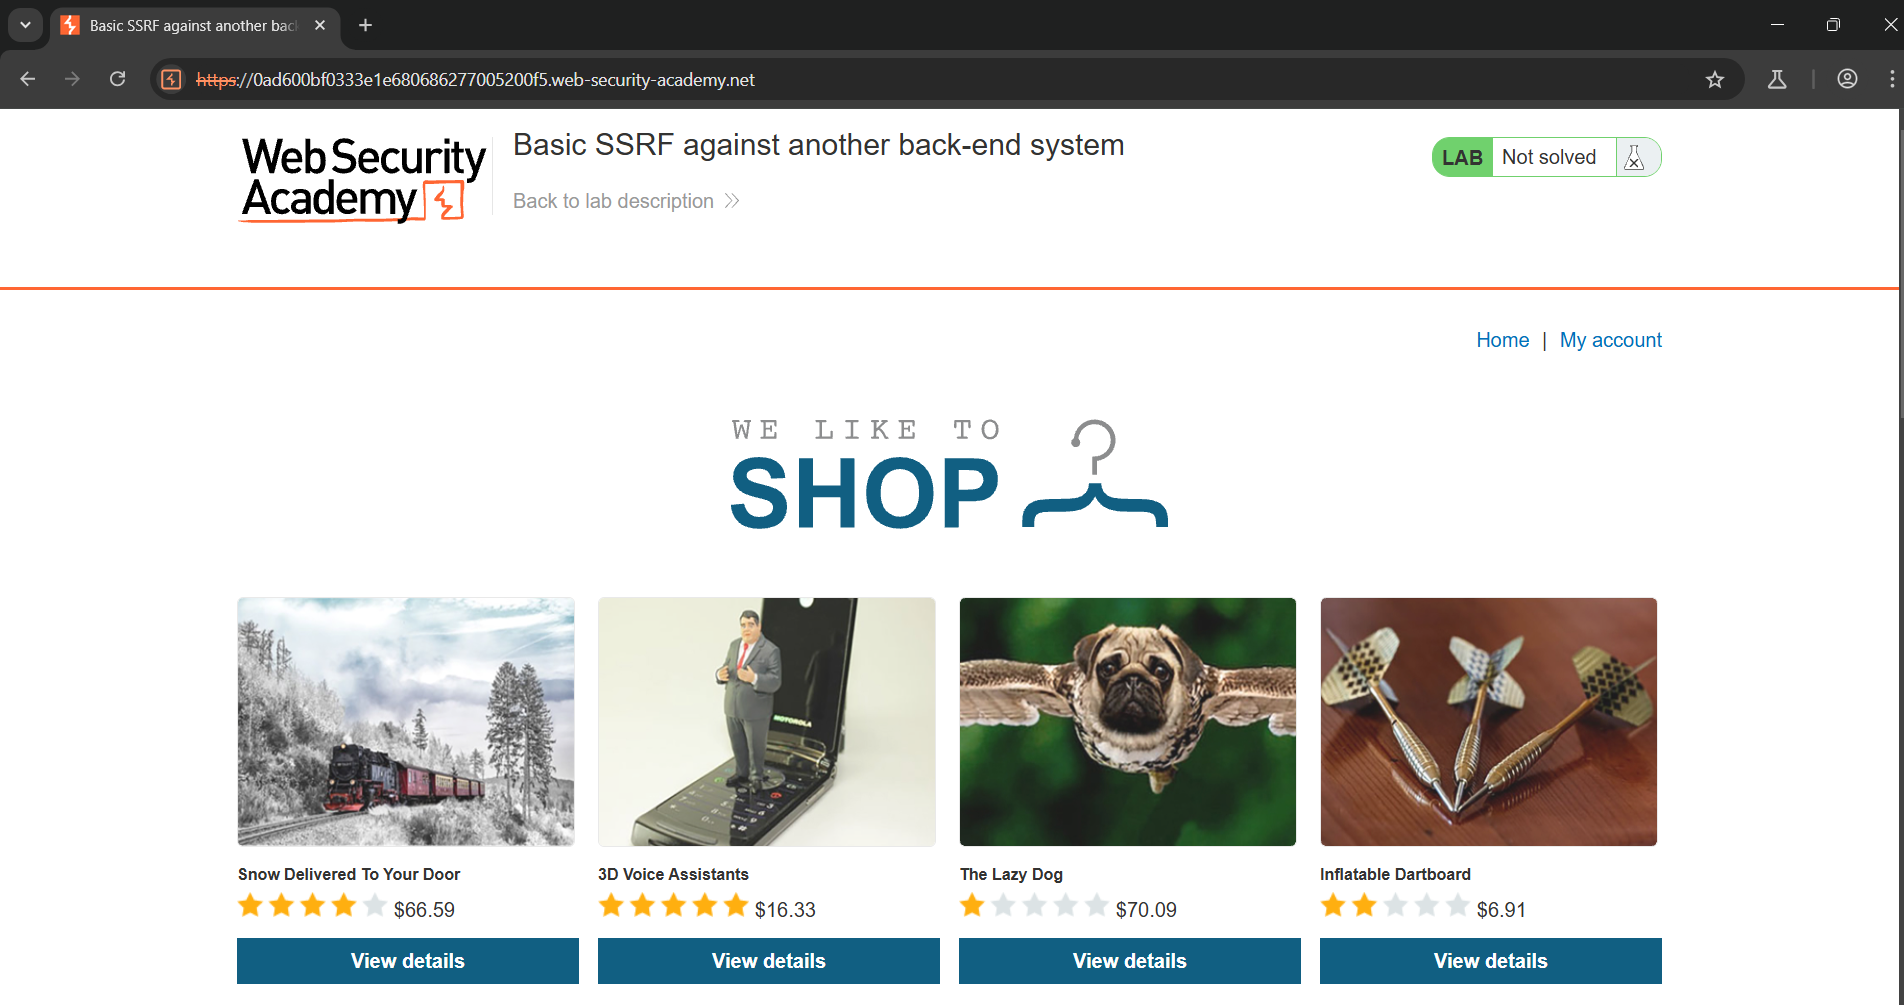 Basic SSRF against another bac
https://0ad600bf0333e1e680686277005200f5.web-security-academy.net
Web Security
Academy
Basic SSRF against another back-end system
Back to lab description
LAB Not solved
Home | My account
WE LIKE TO
SHOP
MOTOROLA
Snow Delivered To Your Door
3D Voice Assistants
The Lazy Dog
Inflatable Dartboard
$66.59
$16.33
$70.09
$6.91
View details
View details
View details
View details